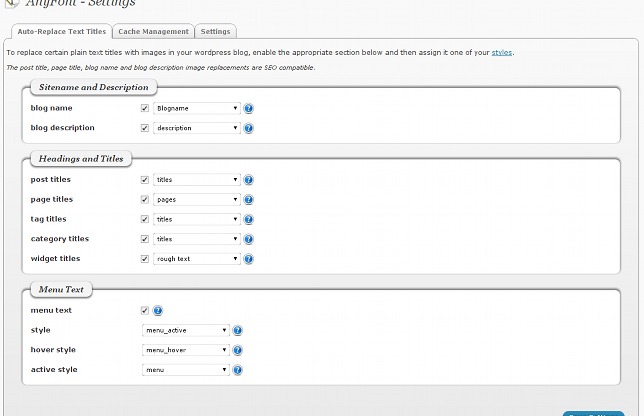 AnyFont - Settings
Auto-Replace Text Titles Cache Management Settings
To replace certain plain text titles with images in your wordpress blog, enable the appropriate section below and then assign it one of your styles.
The post title, page title, blog name and blog description image replacements are SEO compatible.
Sitename and Description
blog name Blogname
blog description description
Headings and Titles
post titles titles
page titles pages
tag titles titles
category titles titles
widget titles rough text
Menu Text
menu text
style menu_active
hover style menu_hover
active style menu